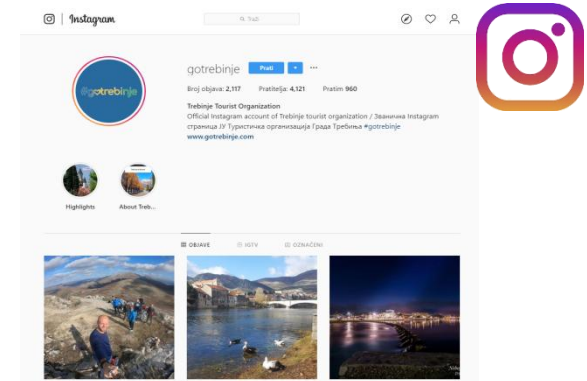 Instagram
Traži
#gotrebinje
gotrebinje Prati
Broj objava: 2,117 Pratitelja: 4,121 Pratim 960
Trebinje Tourist Organization
Official Instagram account of Trebinje tourist organization / Званична Instagram
страница ЈУ Туристичка организација Града Требиња #gotrebinje
www.gotrebinje.com
Highlights About Treb...
OBJAVE IGTV OZNAČENI